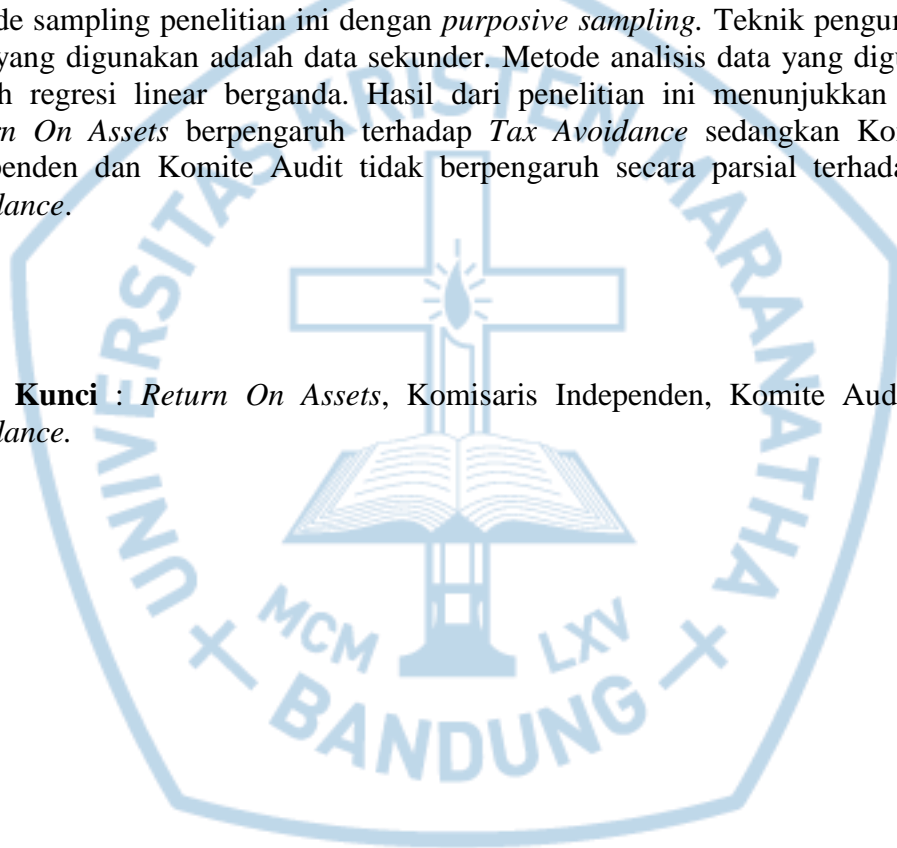 de sampling penelitian ini dengan purposive sampling. Teknik pengu
yang digunakan adalah data sekunder. Metode analisis data yang digu
h regresi linear berganda. Hasil dari penelitian ini menunjukkan
rn On Assets berpengaruh terhadap Tax Avoidance sedangkan Ko
penden dan Komite Audit tidak berpengaruh secara parsial terhada
dance.
Kunci : Return On Assets, Komisaris Independen, Komite Aud
dance.
UNIVERSITAS KRISTEN MARANATHA
MCM LXV
BANDUNG